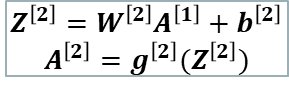 Z^[2] = W^[2]A^[1] + b^[2]
A^[2] = g^[2](Z^[2])